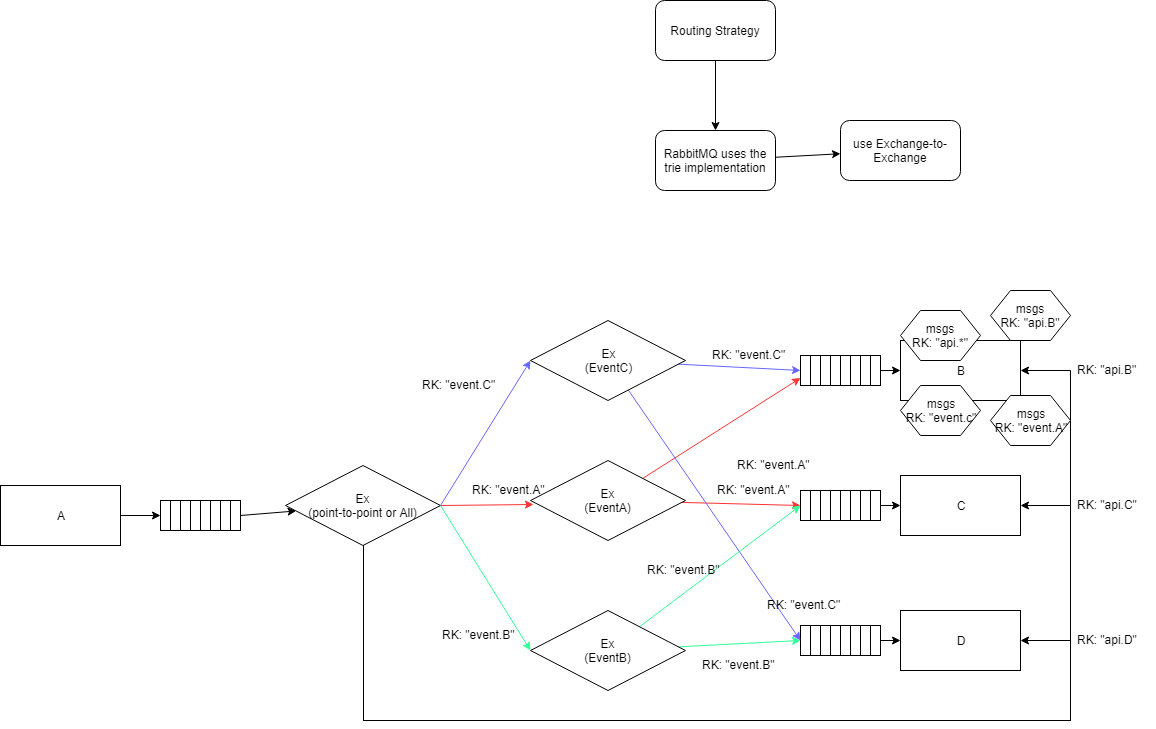 Routing Strategy
RabbitMQ uses the
trie implementation
use Exchange-to-
Exchange
msgs
RK: "api.B"
msgs
RK: "api.*"
Ex
(EventC)
RK: "event.C"
B
RK: "api.B"
RK: "event.C"
msgs
RK: "event.c"
msgs
RK: "event.A"
RK: "event.A"
RK: "event.A"
RK: "event.A"
Ex
(EventA)
Ex
(point-to-point or All)
A
C
RK: "api.C"
RK: "event.B"
RK: "event.C"
RK: "event.B"
Ex
(EventB)
D
RK: "api.D"
RK: "event.B"